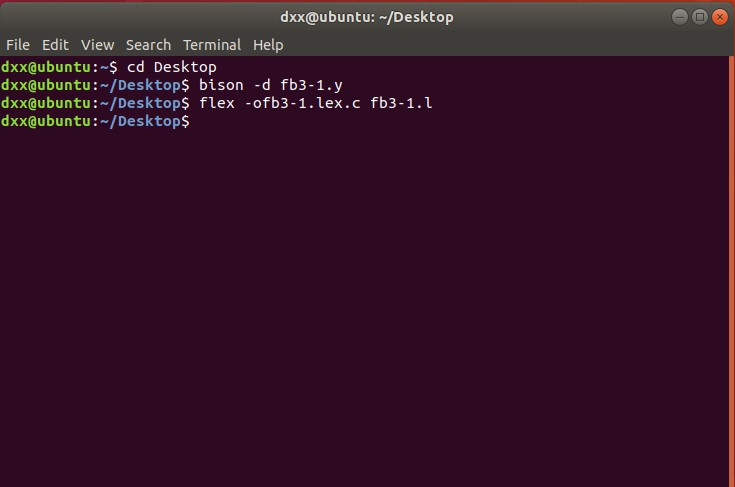 dxx@ubuntu: ~/Desktop
File Edit View Search Terminal Help
dxx@ubuntu:~$ cd Desktop
dxx@ubuntu:~/Desktop$ bison -d fb3-1.y
dxx@ubuntu:~/Desktop$ flex -ofb3-1.lex.c fb3-1.l
dxx@ubuntu:~/Desktop$